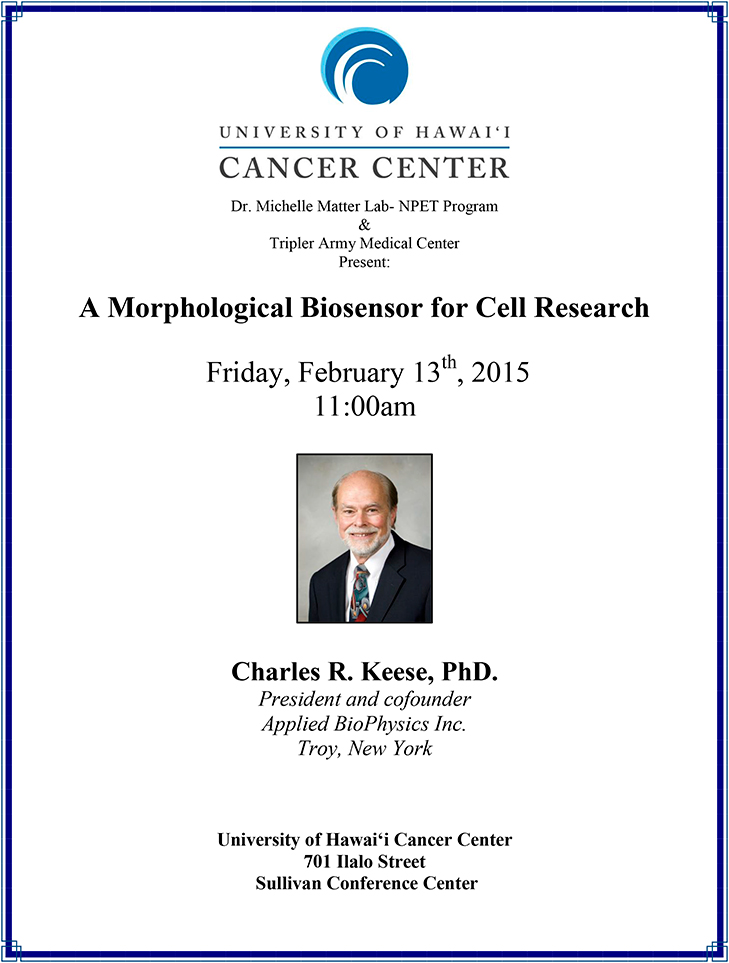 UNIVERSITY OF HAWAIʻI
CANCER CENTER
Dr. Michelle Matter Lab- NPET Program
&
Tripler Army Medical Center
Present:
A Morphological Biosensor for Cell Research
Friday, February 13th, 2015
11:00am
Charles R. Keese, PhD.
President and cofounder
Applied BioPhysics Inc.
Troy, New York
University of Hawaiʻi Cancer Center
701 Ilalo Street
Sullivan Conference Center